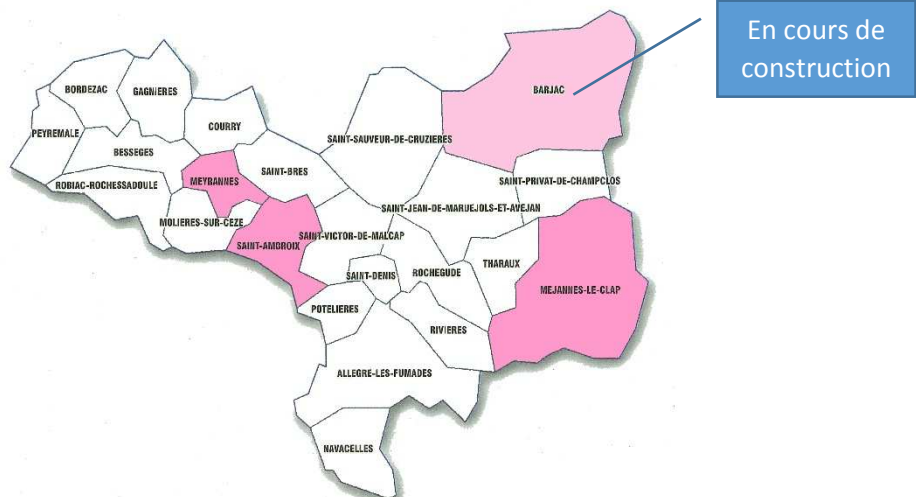 En cours de
construction
BARJAC
BORDEZAC
GAGNIERES
COURRY
PEYREMALE
SAINT-SAUVEUR-DE-CRUZIERES
BESSEGES
SAINT-BRES
MEYRANNES
SAINT-PRIVAT-DE-CHAMPCLOS
ROBIAC-ROCHESSADOULE
SAINT-JEAN-DE-MARUEJOLS-ET-AVEJAN
MOLIERES-SUR-CEZE
SAINT-VICTOR-DE-MALCAP
SAINT-AMBROIX
THARAUX
SAINT-DENIS
ROCHEGUDE
MEJANNES-LE-CLAP
POTELIERES
RIVIERES
ALLEGRE-LES-FUMADES
NAVACELLES